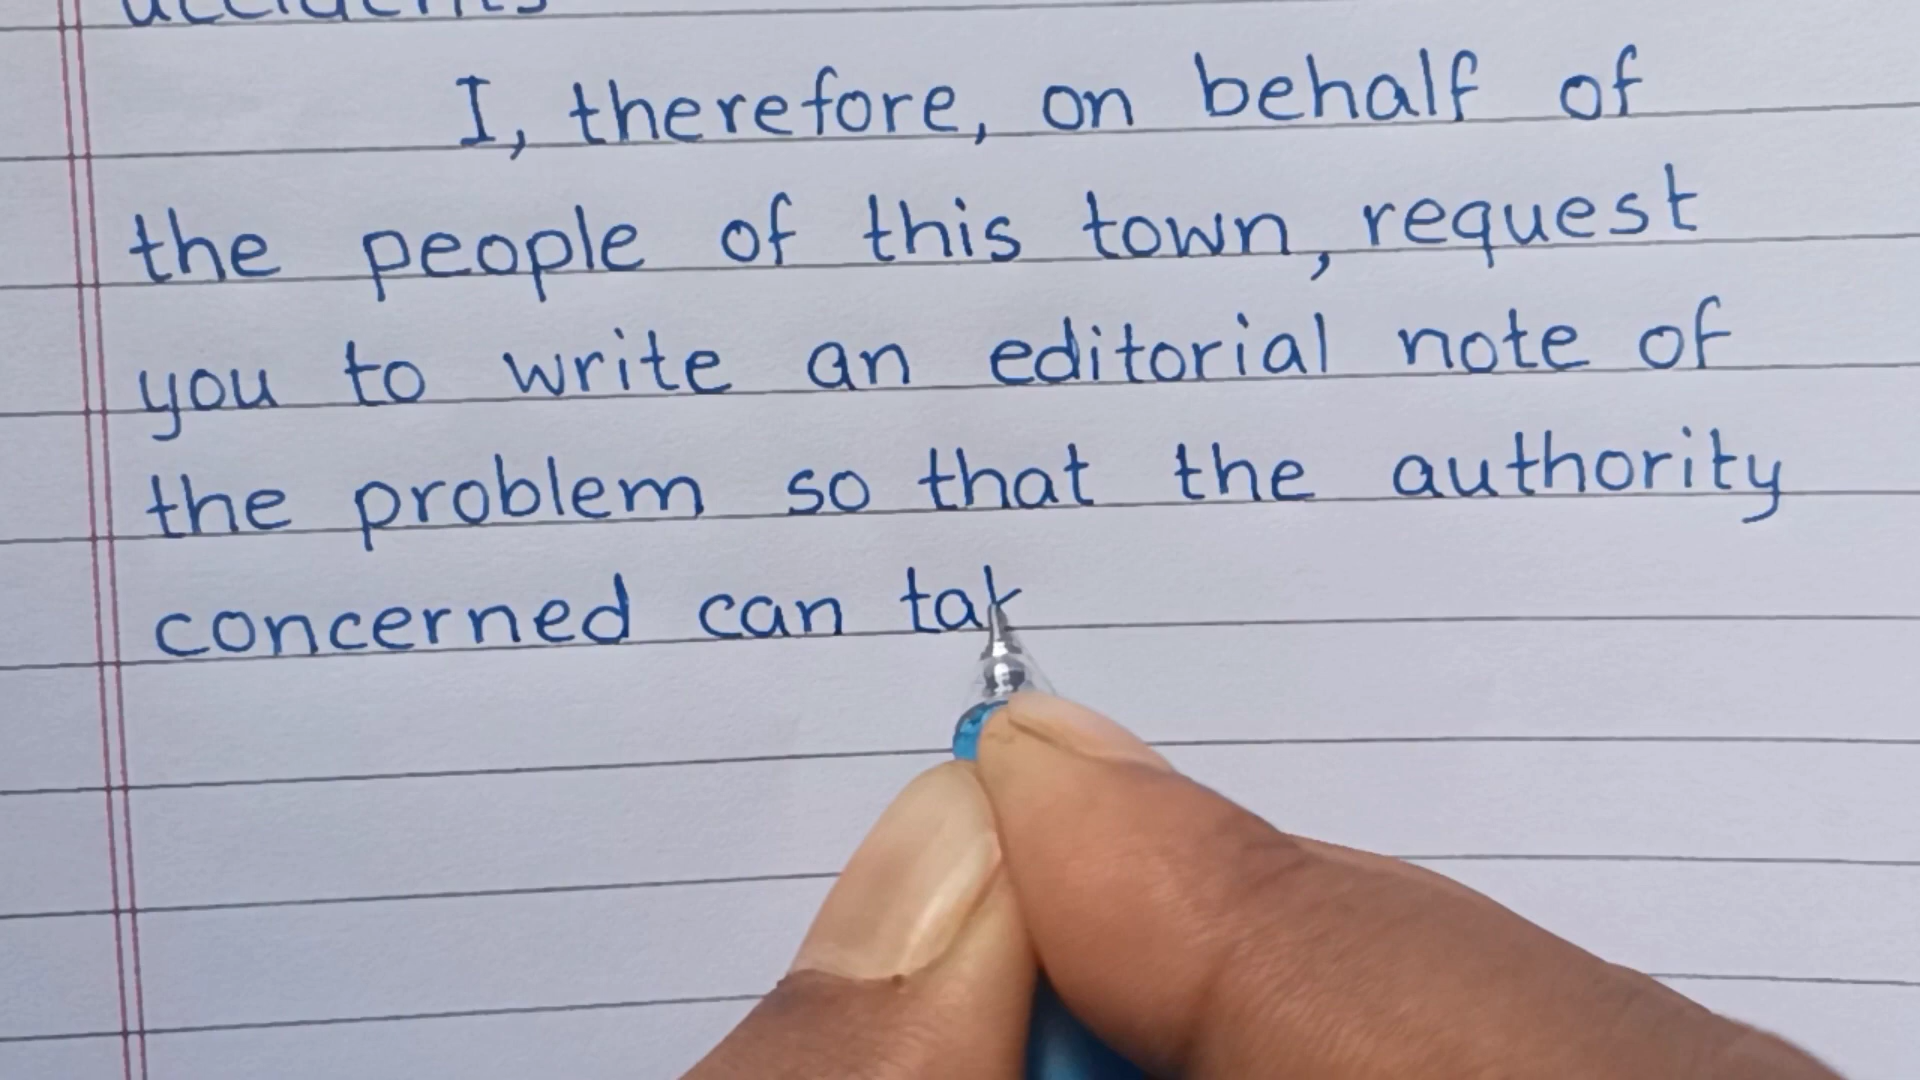 accidents
I, therefore, on behalf of
the people of this town, request
you to write an editorial note of
the problem so that the authority
concerned can tak